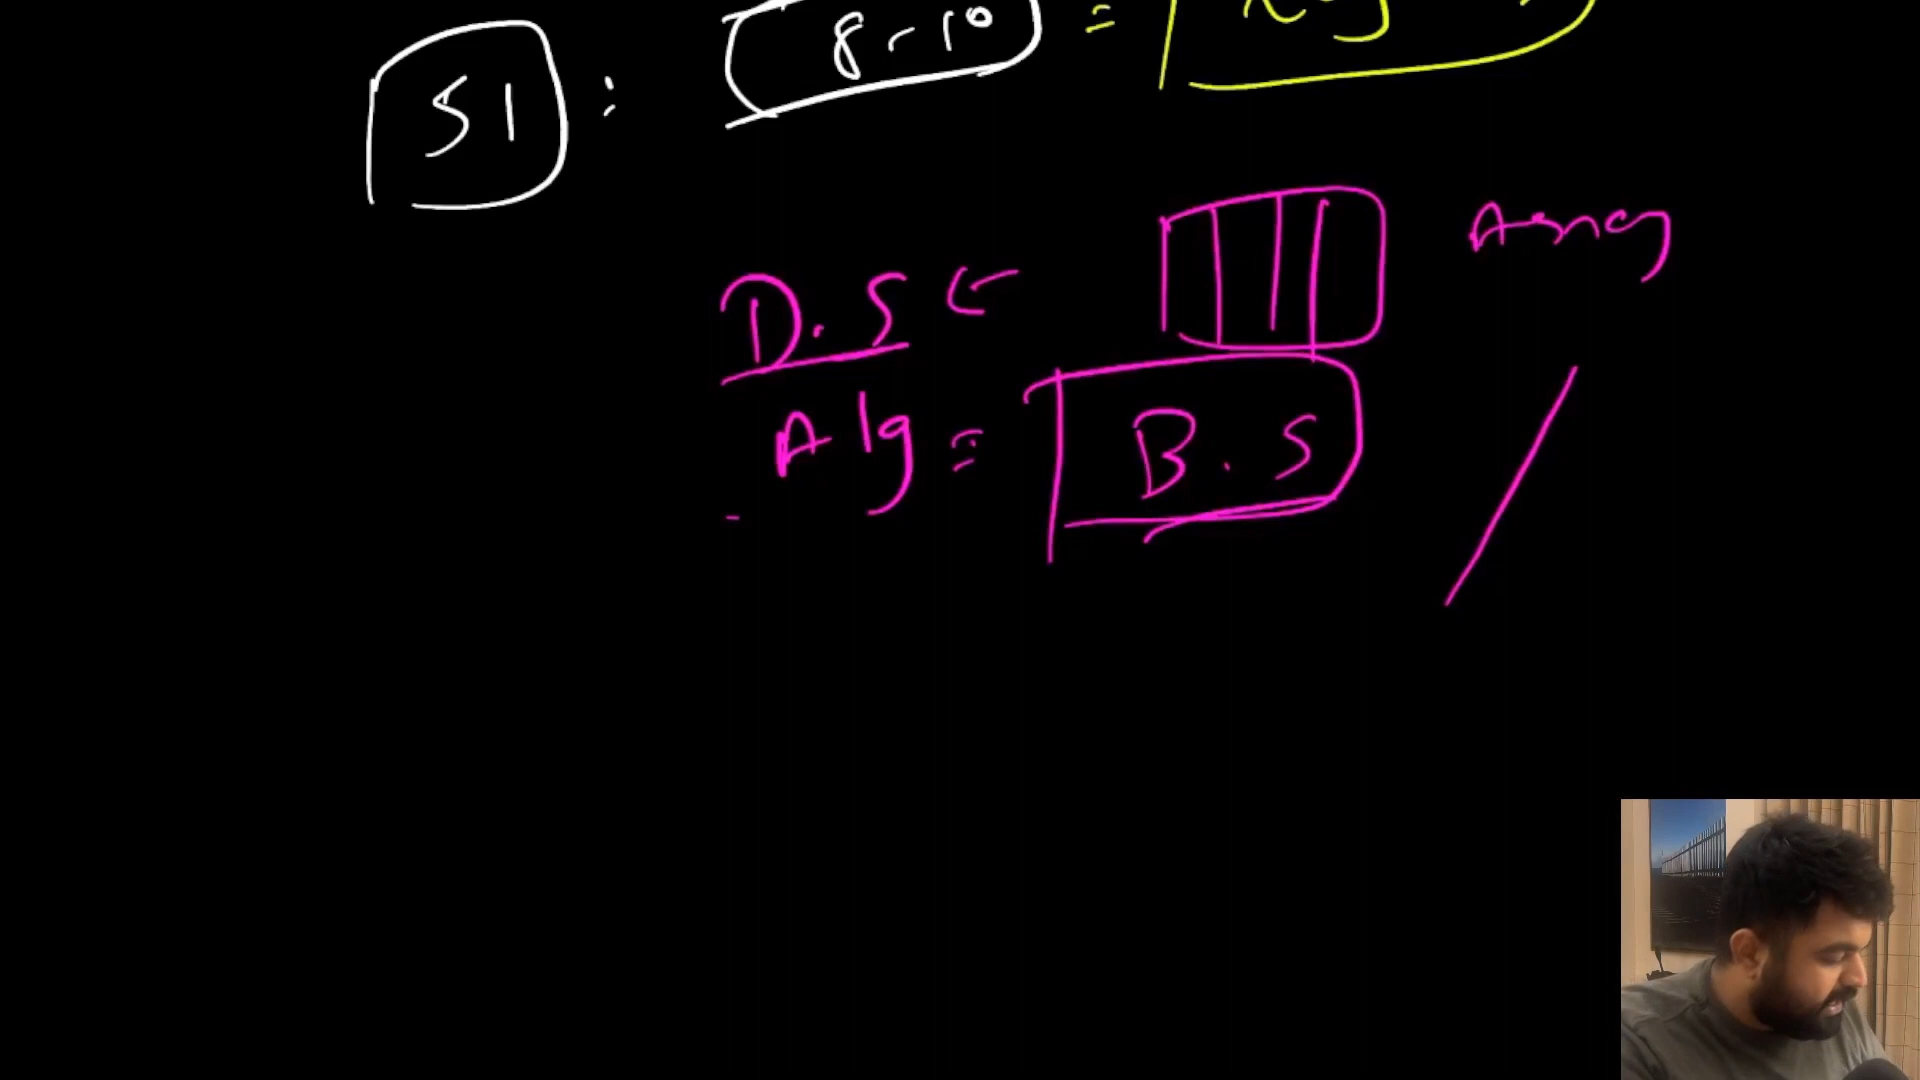 S1 : 8-10 =
D.S ← Array
Alg = B.S